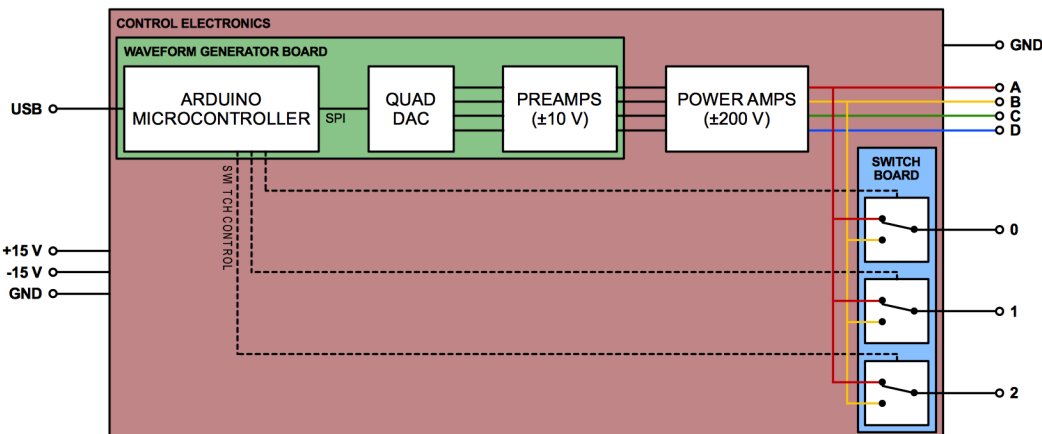 CONTROL ELECTRONICS
WAVEFORM GENERATOR BOARD
GND
USB
ARDUINO
MICROCONTROLLER
SPI
QUAD
DAC
PREAMPS
(±10 V)
POWER AMPS
(±200 V)
A
B
C
D
SWITCH
BOARD
SWITCH CONTROL
0
+15 V
-15 V
GND
1
2